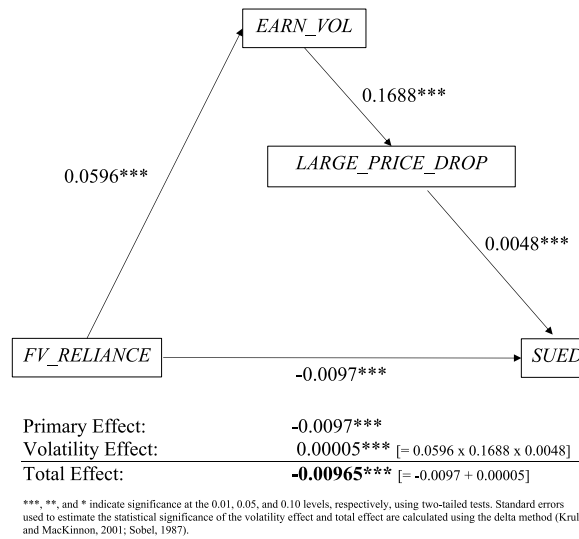 EARN_VOL
0.1688***
LARGE_PRICE_DROP
0.0596***
0.0048***
FV_RELIANCE
SUED
-0.0097***
Primary Effect: -0.0097***
Volatility Effect: 0.00005*** [= 0.0596 x 0.1688 x 0.0048]
Total Effect: -0.00965*** [= -0.0097 + 0.00005]
***, **, and * indicate significance at the 0.01, 0.05, and 0.10 levels, respectively, using two-tailed tests. Standard errors
used to estimate the statistical significance of the volatility effect and total effect are calculated using the delta method (Krull
and MacKinnon, 2001; Sobel, 1987).